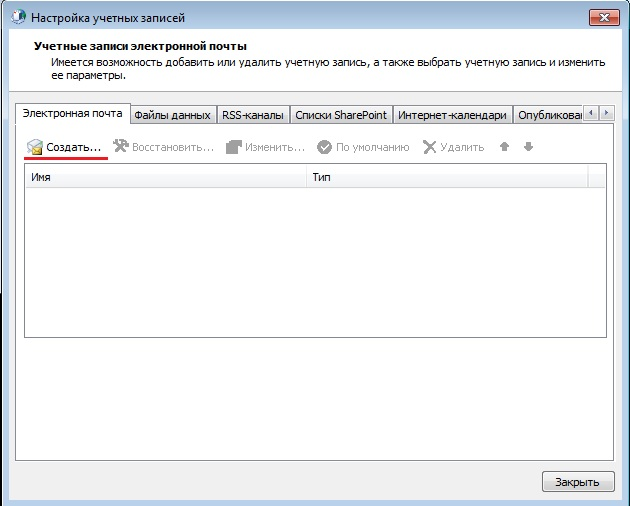 Настройка учетных записей
Учетные записи электронной почты
Имеется возможность добавить или удалить учетную запись, а также выбрать учетную запись и изменить
ее параметры.
Электронная почта Файлы данных RSS-каналы Списки SharePoint Интернет-календари Опубликован
Создать... Восстановить... Изменить... По умолчанию Удалить
Имя Тип
Закрыть